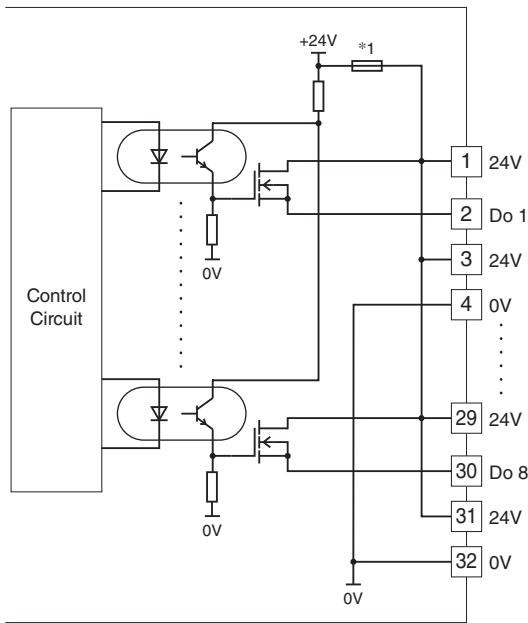 +24V
*1
1 24V
2 Do 1
0V
3 24V
Control
Circuit
4 0V
29 24V
30 Do 8
0V
31 24V
32 0V
0V